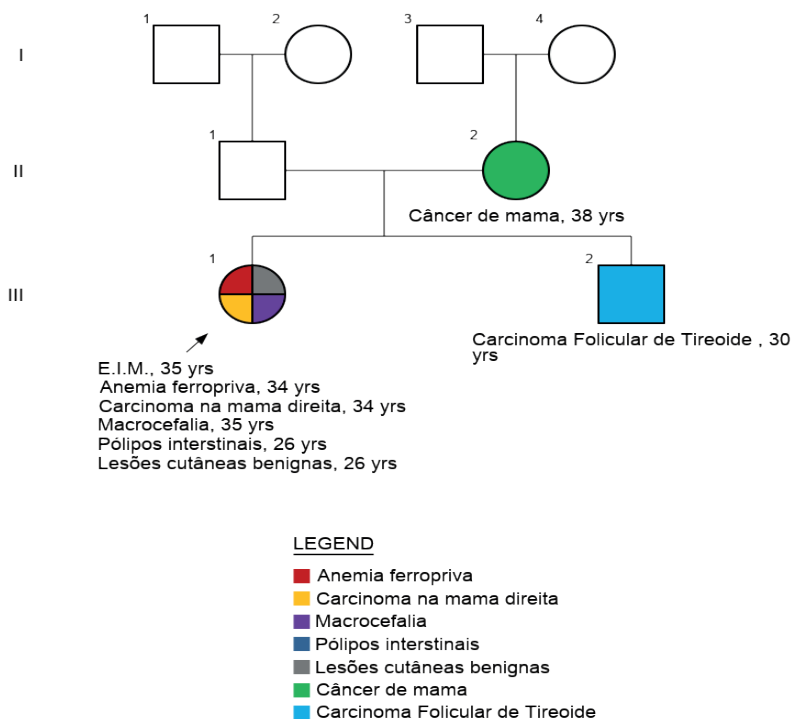 1
2
3
4
I
1
2
II
Câncer de mama, 38 yrs
1
2
III
Carcinoma Folicular de Tireoide , 30
yrs
E.I.M., 35 yrs
Anemia ferropriva, 34 yrs
Carcinoma na mama direita, 34 yrs
Macrocefalia, 35 yrs
Pólipos interstinais, 26 yrs
Lesões cutâneas benignas, 26 yrs
LEGEND
Anemia ferropriva
Carcinoma na mama direita
Macrocefalia
Pólipos interstinais
Lesões cutâneas benignas
Câncer de mama
Carcinoma Folicular de Tireoide